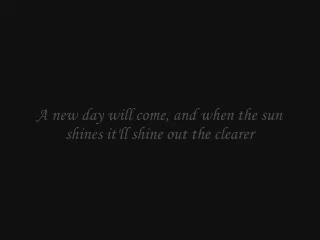 A new day will come, and when the sun
shines it'll shine out the clearer